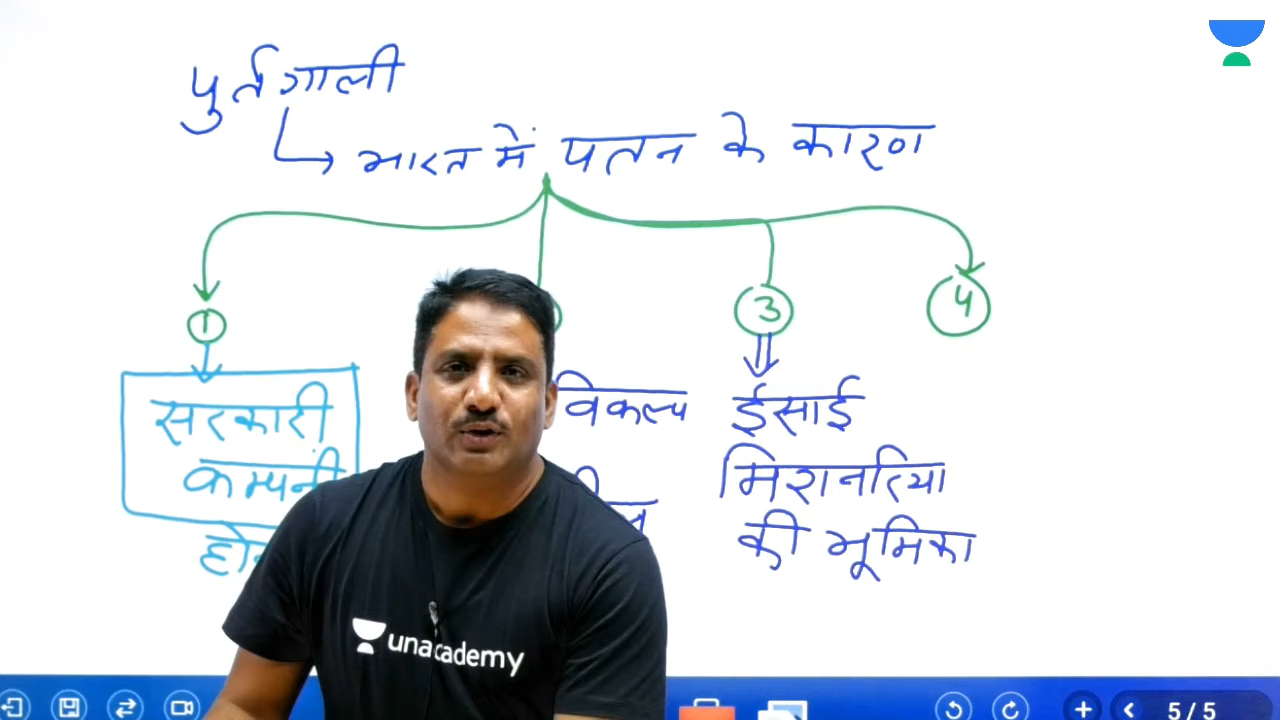 पुर्तगाली
भारत में पतन के कारण
1
3
4
सरकारी
कम्पनी
विकल्प
ईसाई
मिशनरियों
की भूमिका
unacademy
5 / 5